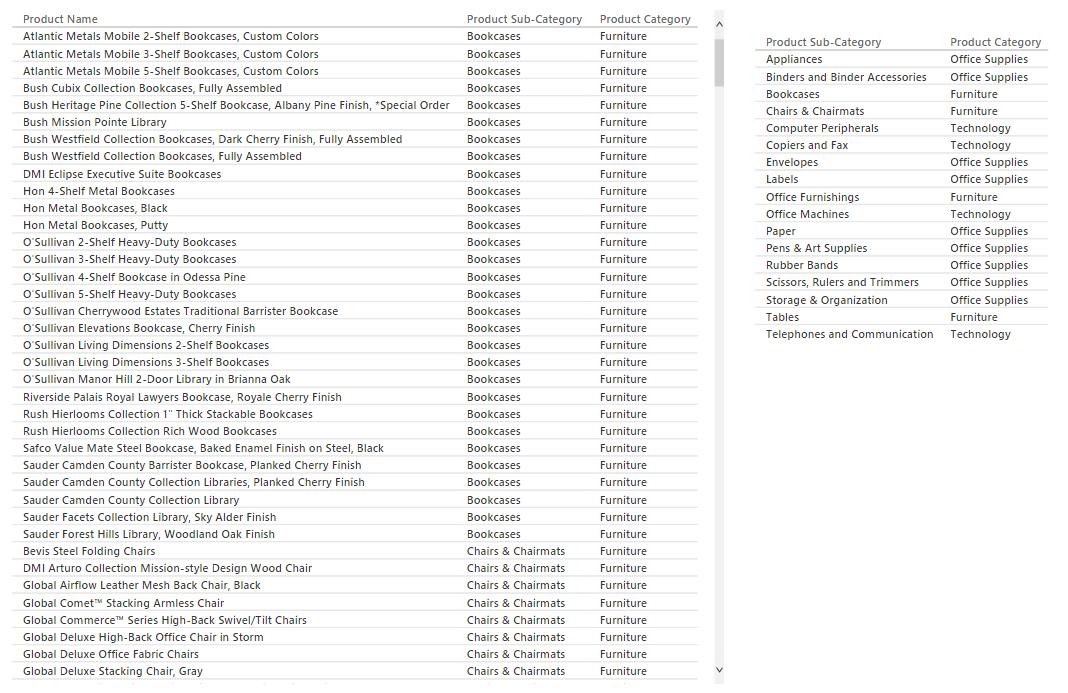 Product Name Product Sub-Category Product Category
Atlantic Metals Mobile 2-Shelf Bookcases, Custom Colors Bookcases Furniture
Atlantic Metals Mobile 3-Shelf Bookcases, Custom Colors Bookcases Furniture
Atlantic Metals Mobile 5-Shelf Bookcases, Custom Colors Bookcases Furniture
Bush Cubix Collection Bookcases, Fully Assembled Bookcases Furniture
Bush Heritage Pine Collection 5-Shelf Bookcase, Albany Pine Finish, *Special Order Bookcases Furniture
Bush Mission Pointe Library Bookcases Furniture
Bush Westfield Collection Bookcases, Dark Cherry Finish, Fully Assembled Bookcases Furniture
Bush Westfield Collection Bookcases, Fully Assembled Bookcases Furniture
DMI Eclipse Executive Suite Bookcases Bookcases Furniture
Hon 4-Shelf Metal Bookcases Bookcases Furniture
Hon Metal Bookcases, Black Bookcases Furniture
Hon Metal Bookcases, Putty Bookcases Furniture
O'Sullivan 2-Shelf Heavy-Duty Bookcases Bookcases Furniture
O'Sullivan 3-Shelf Heavy-Duty Bookcases Bookcases Furniture
O'Sullivan 4-Shelf Bookcase in Odessa Pine Bookcases Furniture
O'Sullivan 5-Shelf Heavy-Duty Bookcases Bookcases Furniture
O'Sullivan Cherrywood Estates Traditional Barrister Bookcase Bookcases Furniture
O'Sullivan Elevations Bookcase, Cherry Finish Bookcases Furniture
O'Sullivan Living Dimensions 2-Shelf Bookcases Bookcases Furniture
O'Sullivan Living Dimensions 3-Shelf Bookcases Bookcases Furniture
O'Sullivan Manor Hill 2-Door Library in Brianna Oak Bookcases Furniture
Riverside Palais Royal Lawyers Bookcase, Royale Cherry Finish Bookcases Furniture
Rush Hierlooms Collection 1" Thick Stackable Bookcases Bookcases Furniture
Rush Hierlooms Collection Rich Wood Bookcases Bookcases Furniture
Safco Value Mate Steel Bookcase, Baked Enamel Finish on Steel, Black Bookcases Furniture
Sauder Camden County Barrister Bookcase, Planked Cherry Finish Bookcases Furniture
Sauder Camden County Collection Libraries, Planked Cherry Finish Bookcases Furniture
Sauder Camden County Collection Library Bookcases Furniture
Sauder Facets Collection Library, Sky Alder Finish Bookcases Furniture
Sauder Forest Hills Library, Woodland Oak Finish Bookcases Furniture
Bevis Steel Folding Chairs Chairs & Chairmats Furniture
DMI Arturo Collection Mission-style Design Wood Chair Chairs & Chairmats Furniture
Global Airflow Leather Mesh Back Chair, Black Chairs & Chairmats Furniture
Global Comet™ Stacking Armless Chair Chairs & Chairmats Furniture
Global Commerce™ Series High-Back Swivel/Tilt Chairs Chairs & Chairmats Furniture
Global Deluxe High-Back Office Chair in Storm Chairs & Chairmats Furniture
Global Deluxe Office Fabric Chairs Chairs & Chairmats Furniture
Global Deluxe Stacking Chair, Gray Chairs & Chairmats Furniture
Product Sub-Category Product Category
Appliances Office Supplies
Binders and Binder Accessories Office Supplies
Bookcases Furniture
Chairs & Chairmats Furniture
Computer Peripherals Technology
Copiers and Fax Technology
Envelopes Office Supplies
Labels Office Supplies
Office Furnishings Furniture
Office Machines Technology
Paper Office Supplies
Pens & Art Supplies Office Supplies
Rubber Bands Office Supplies
Scissors, Rulers and Trimmers Office Supplies
Storage & Organization Office Supplies
Tables Furniture
Telephones and Communication Technology